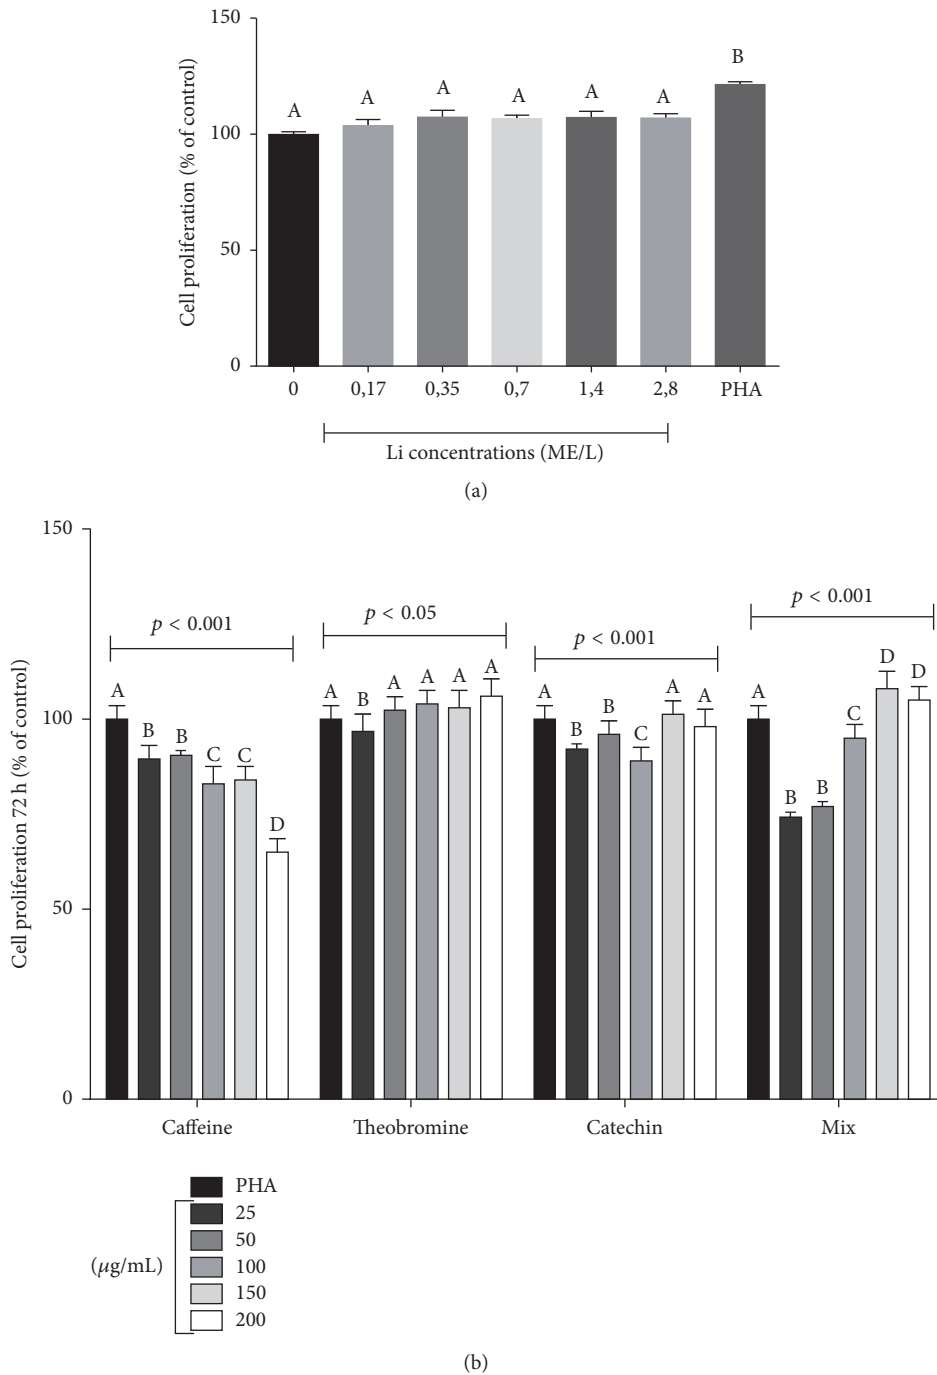 150
B
A A A A A A
100
50
0
Cell proliferation (% of control)
0 0,17 0,35 0,7 1,4 2,8 PHA
Li concentrations (ME/L)
(a)
150
100
50
0
Cell proliferation 72 h (% of control)
p < 0.001
A B B C C D
p < 0.05
A B A A A A
p < 0.001
A B B C A A
p < 0.001
A B B C D D
Caffeine Theobromine Catechin Mix
PHA
25
50
100
150
200
(μg/mL)
(b)